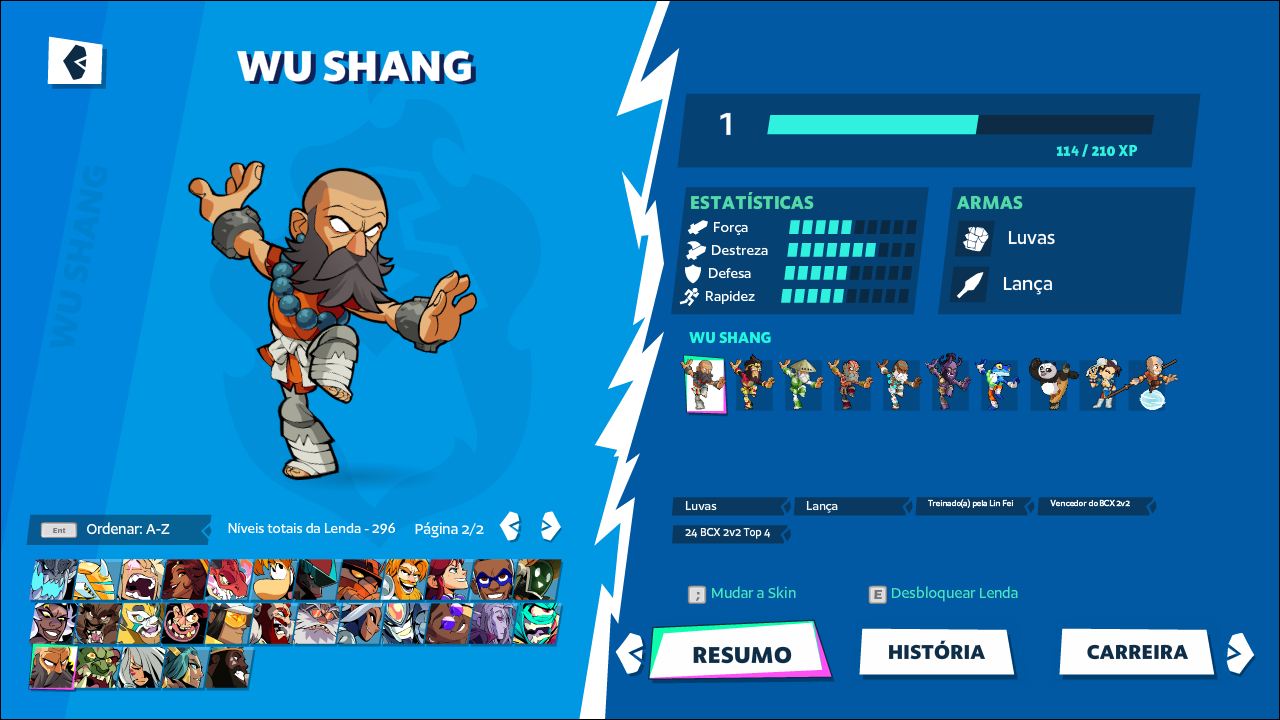 WU SHANG
WU SHANG
1
114 / 210 XP
ESTATÍSTICAS
Força
Destreza
Defesa
Rapidez
ARMAS
Luvas
Lança
WU SHANG
Luvas
Lança
Treinado(a) pela Lin Fei
Vencedor do BCX 2v2
24 BCX 2v2 Top 4
Ent
Ordenar: A-Z
Níveis totais da Lenda - 296
Página 2/2
; Mudar a Skin
E Desbloquear Lenda
RESUMO
HISTÓRIA
CARREIRA